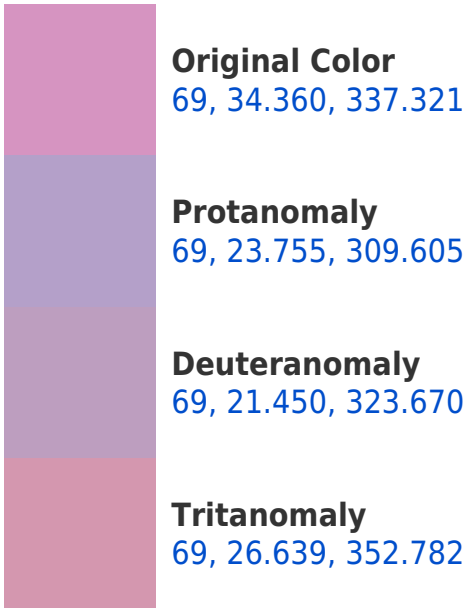 Original Color
69, 34.360, 337.321
Protanomaly
69, 23.755, 309.605
Deuteranomaly
69, 21.450, 323.670
Tritanomaly
69, 26.639, 352.782